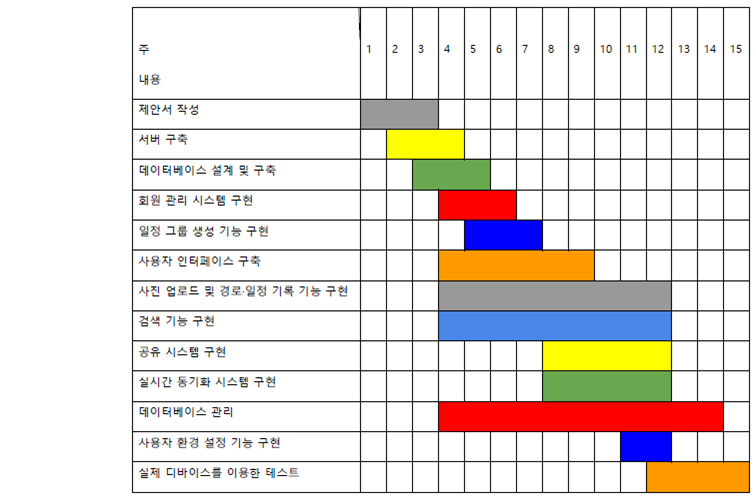 주
1 2 3 4 5 6 7 8 9 10 11 12 13 14 15
내용
제안서 작성
서버 구축
데이터베이스 설계 및 구축
회원 관리 시스템 구현
일정 그룹 생성 기능 구현
사용자 인터페이스 구축
사진 업로드 및 경로·일정 기록 기능 구현
검색 기능 구현
공유 시스템 구현
실시간 동기화 시스템 구현
데이터베이스 관리
사용자 환경 설정 기능 구현
실제 디바이스를 이용한 테스트